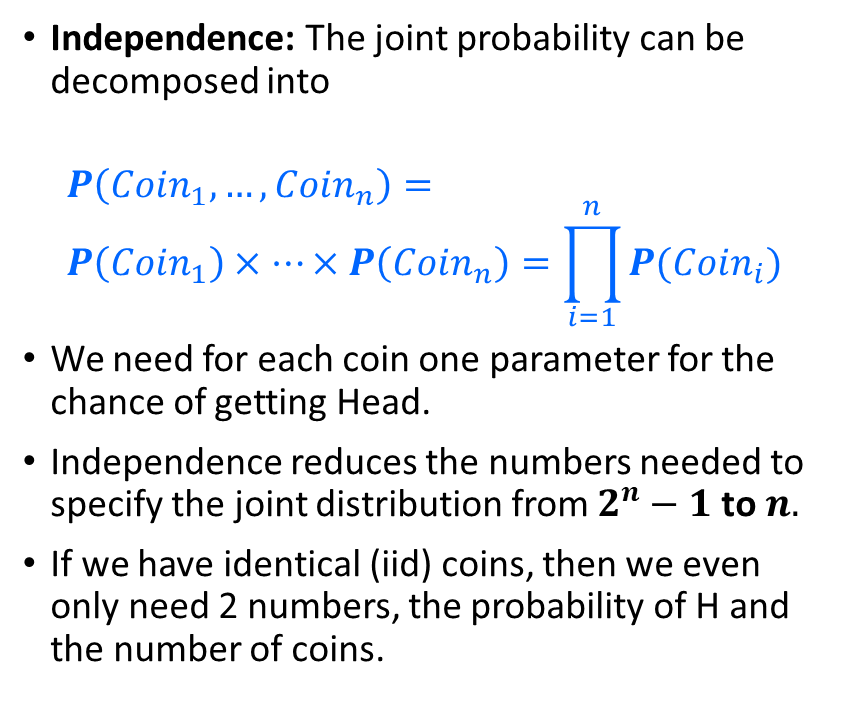 • Independence: The joint probability can be
decomposed into
P(Coin₁, … , Coinₙ) =
P(Coin₁) × ⋯ × P(Coinₙ) = ∏ⁿᵢ₌₁ P(Coinᵢ)
• We need for each coin one parameter for the
chance of getting Head.
• Independence reduces the numbers needed to
specify the joint distribution from 2ⁿ − 1 to n.
• If we have identical (iid) coins, then we even
only need 2 numbers, the probability of H and
the number of coins.